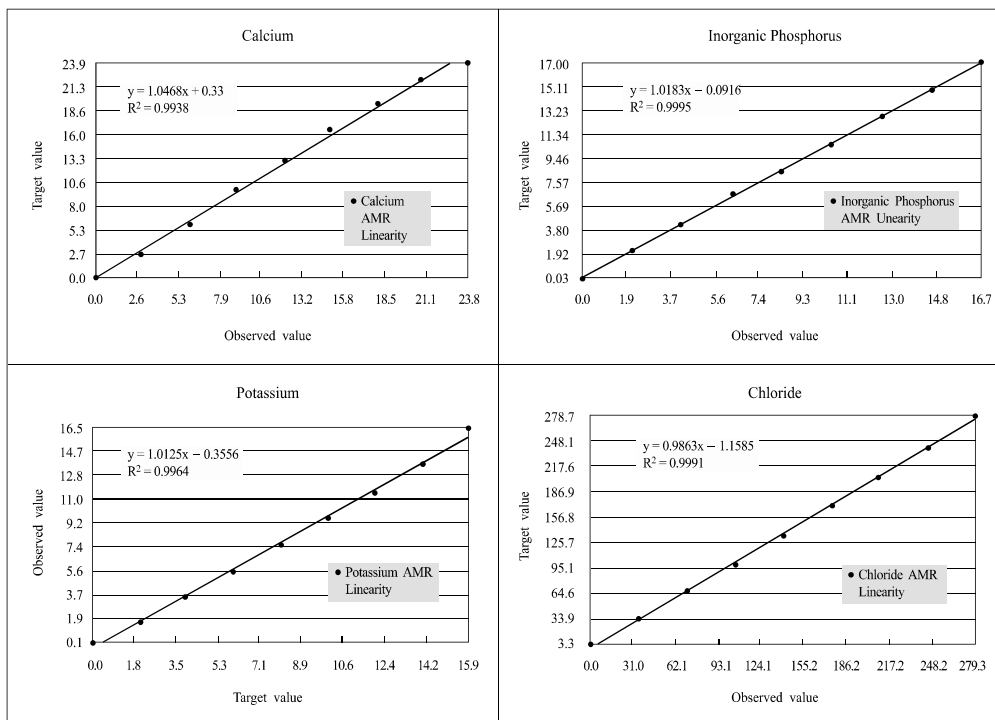 Calcium
23.9
21.3
18.6
16.0
13.3
10.6
8.0
5.3
2.7
0.0
Target value
y = 1.0468x + 0.33
R² = 0.9938
Calcium
AMR
Linearity
0.0 2.6 5.3 7.9 10.6 13.2 15.8 18.5 21.1 23.8
Observed value
Inorganic Phosphorus
17.00
15.11
13.23
11.34
9.46
7.57
5.69
3.80
1.92
0.03
Target value
y = 1.0183x − 0.0916
R² = 0.9995
Inorganic Phosphorus
AMR Unearity
0.0 1.9 3.7 5.6 7.4 9.3 11.1 13.0 14.8 16.7
Observed value
Potassium
16.5
14.7
12.8
11.0
9.2
7.4
5.6
3.7
1.9
0.1
Observed value
y = 1.0125x − 0.3556
R² = 0.9964
Potassium AMR
Linearity
0.0 1.8 3.5 5.3 7.1 8.9 10.6 12.4 14.2 15.9
Target value
Chloride
278.7
248.1
217.6
186.9
156.8
125.7
95.1
64.6
33.9
3.3
Target value
y = 0.9863x − 1.1585
R² = 0.9991
Chloride AMR
Linearity
0.0 31.0 62.1 93.1 124.1 155.2 186.2 217.2 248.2 279.3
Observed value